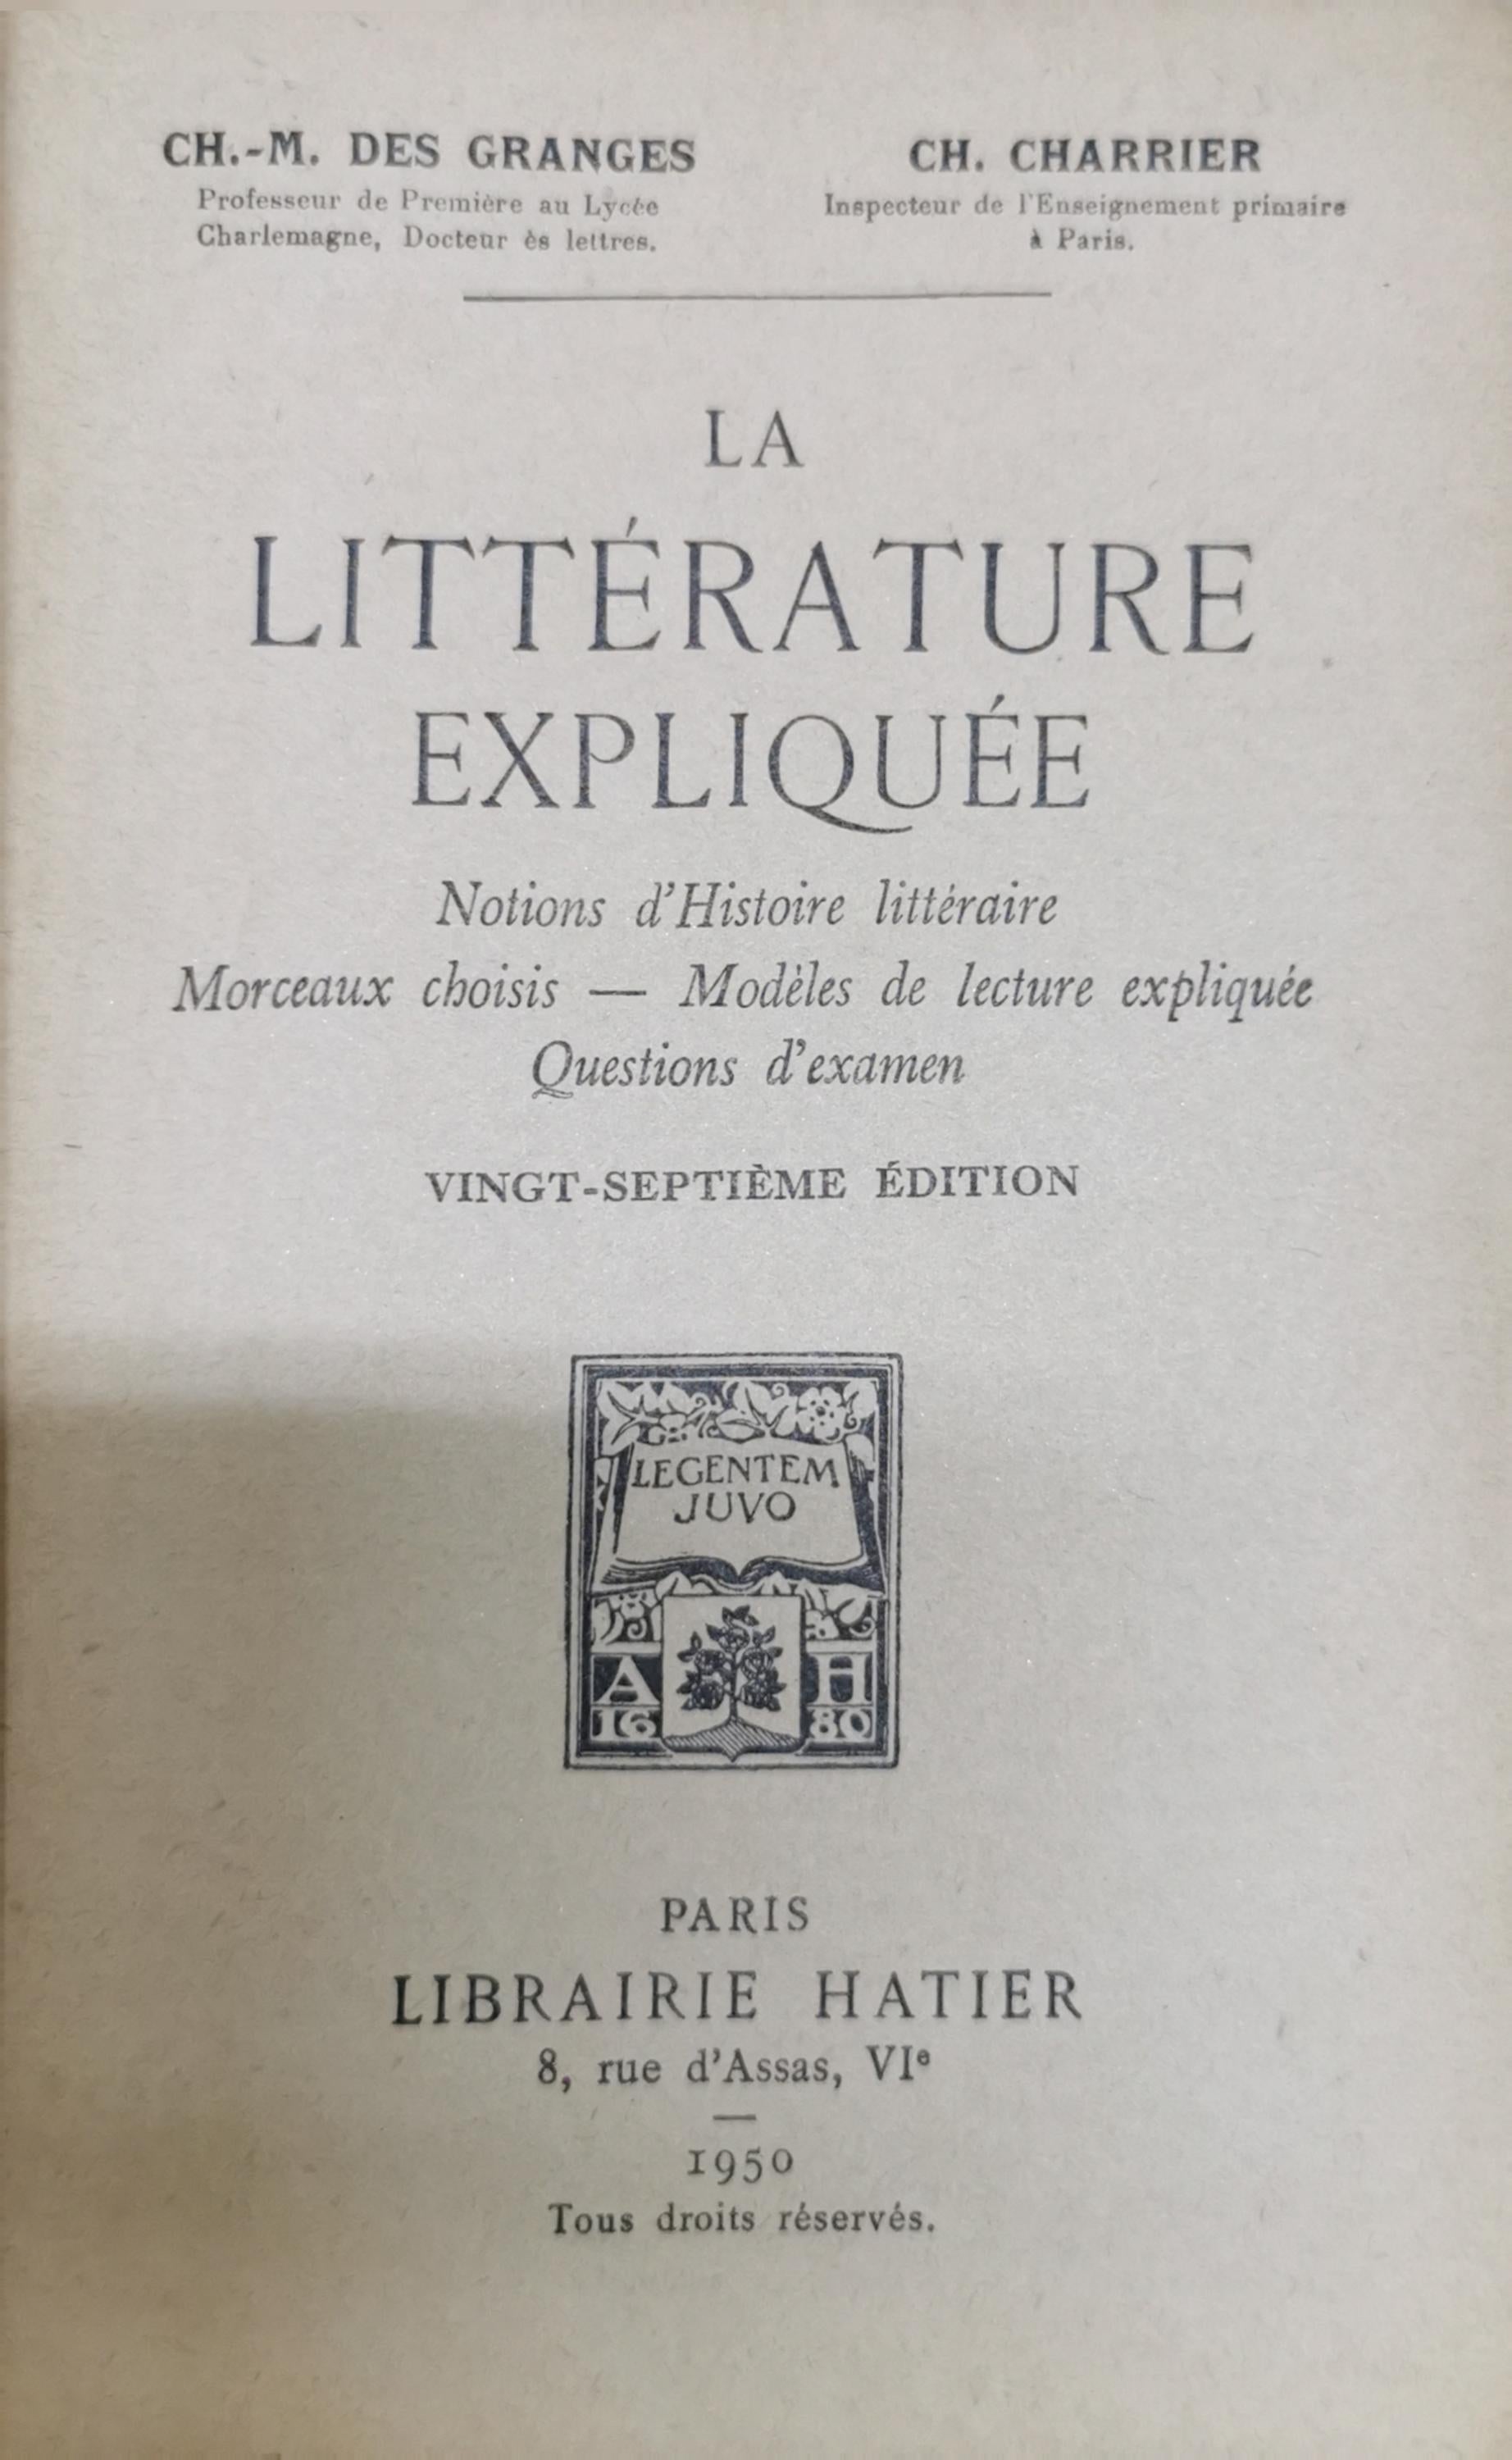 CH.-M. DES GRANGES
Professeur de Première au Lycée
Charlemagne, Docteur ès lettres.
CH. CHARRIER
Inspecteur de l'Enseignement primaire
à Paris.
LA
LITTÉRATURE
EXPLIQUÉE
Notions d'Histoire littéraire
Morceaux choisis — Modèles de lecture expliquée
Questions d'examen
VINGT-SEPTIÈME ÉDITION
LEGENTEM
JUVO
A H
16 80
PARIS
LIBRAIRIE HATIER
8, rue d'Assas, VIᵉ
1950
Tous droits réservés.